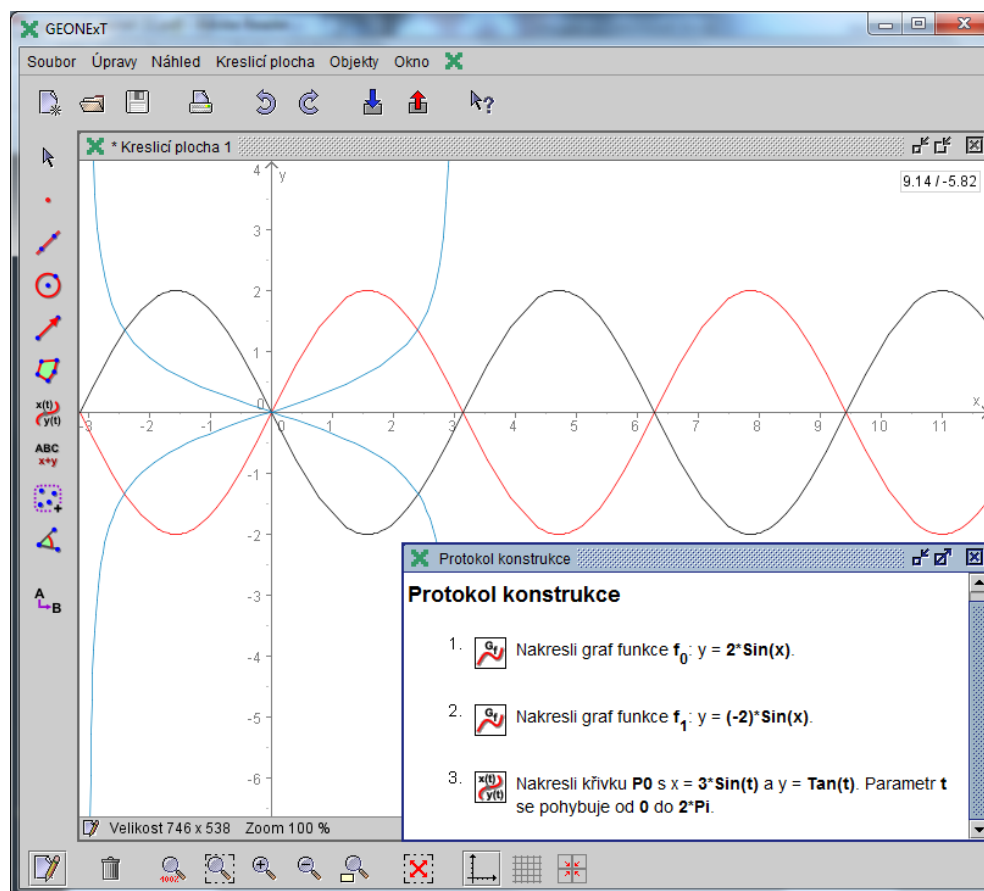 GEONExT
Soubor Úpravy Náhled Kreslicí plocha Objekty Okno
* Kreslicí plocha 1
9.14 / -5.82
y
4
3
2
1
0
x
-3 -2 -1 0 1 2 3 4 5 6 7 8 9 10 11
-1
-2
-3
-4
-5
-6
x(t)
y(t)
ABC
x+y
A
B
Protokol konstrukce
Protokol konstrukce
1. Gf Nakresli graf funkce f0: y = 2*Sin(x).
2. Gf Nakresli graf funkce f1: y = (-2)*Sin(x).
3. x(t) y(t) Nakresli křivku P0 s x = 3*Sin(t) a y = Tan(t). Parametr t
se pohybuje od 0 do 2*Pi.
Velikost 746 x 538 Zoom 100 %
100%